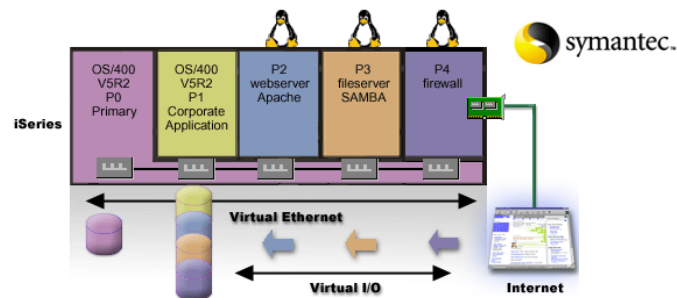 OS/400
V5R2
P0
Primary
OS/400
V5R2
P1
Corporate
Application
P2
webserver
Apache
P3
fileserver
SAMBA
P4
firewall
symantec.
iSeries
Virtual Ethernet
Virtual I/O
Internet